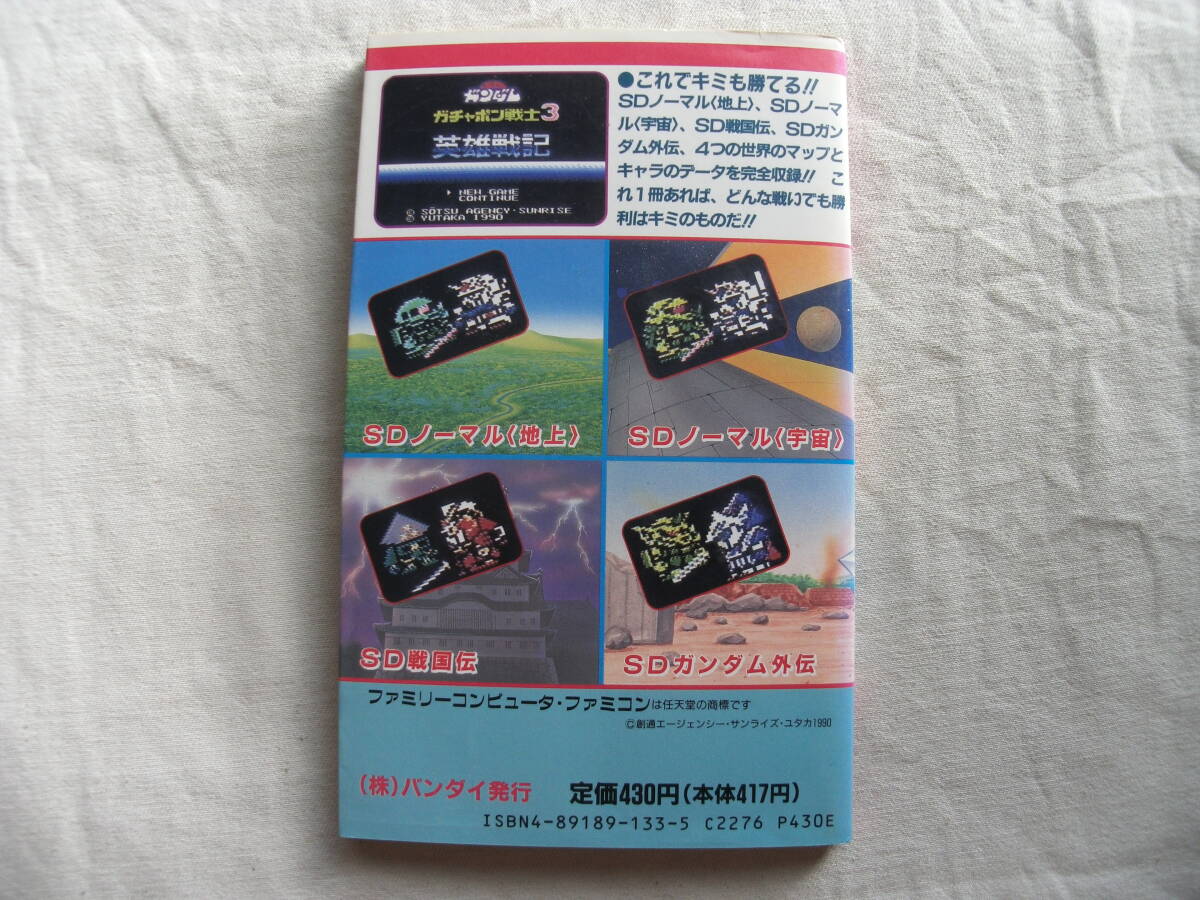 ガンダム
ガチャポン戦士3
英雄戦記
NEW GAME
CONTINUE
SOTSU AGENCY・SUNRISE
YUTAKA 1990
●これでキミも勝てる!!
SDノーマル〈地上〉、SDノーマ
ル〈宇宙〉、SD戦国伝、SDガン
ダム外伝、4つの世界のマップと
キャラのデータを完全収録!! こ
れ1冊あれば、どんな戦いでも勝
利はキミのものだ!!
SDノーマル〈地上〉
SDノーマル〈宇宙〉
SD戦国伝
SDガンダム外伝
ファミリーコンピュータ・ファミコンは任天堂の商標です
©創通エージェンシー・サンライズ・ユタカ1990
(株)バンダイ発行
定価430円(本体417円)
ISBN4-89189-133-5 C2276 P430E